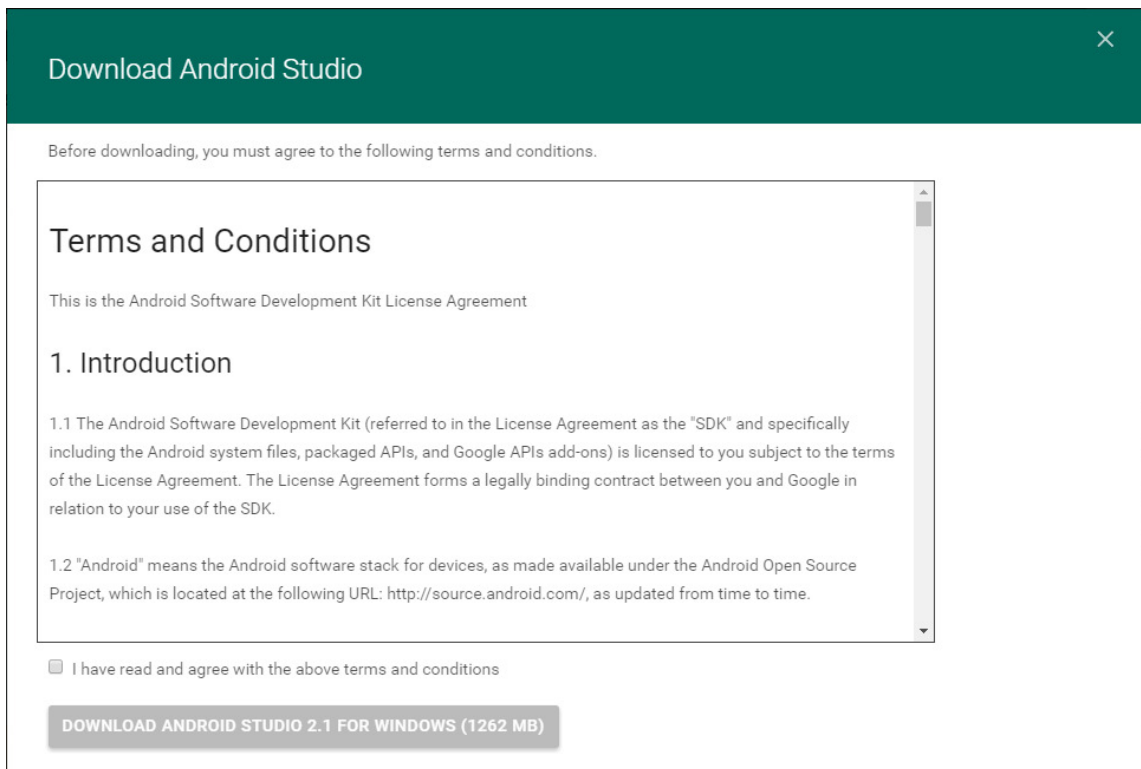 Download Android Studio
Before downloading, you must agree to the following terms and conditions.
Terms and Conditions
This is the Android Software Development Kit License Agreement
1. Introduction
1.1 The Android Software Development Kit (referred to in the License Agreement as the "SDK" and specifically
including the Android system files, packaged APIs, and Google APIs add-ons) is licensed to you subject to the terms
of the License Agreement. The License Agreement forms a legally binding contract between you and Google in
relation to your use of the SDK.
1.2 "Android" means the Android software stack for devices, as made available under the Android Open Source
Project, which is located at the following URL: http://source.android.com/, as updated from time to time.
I have read and agree with the above terms and conditions
DOWNLOAD ANDROID STUDIO 2.1 FOR WINDOWS (1262 MB)